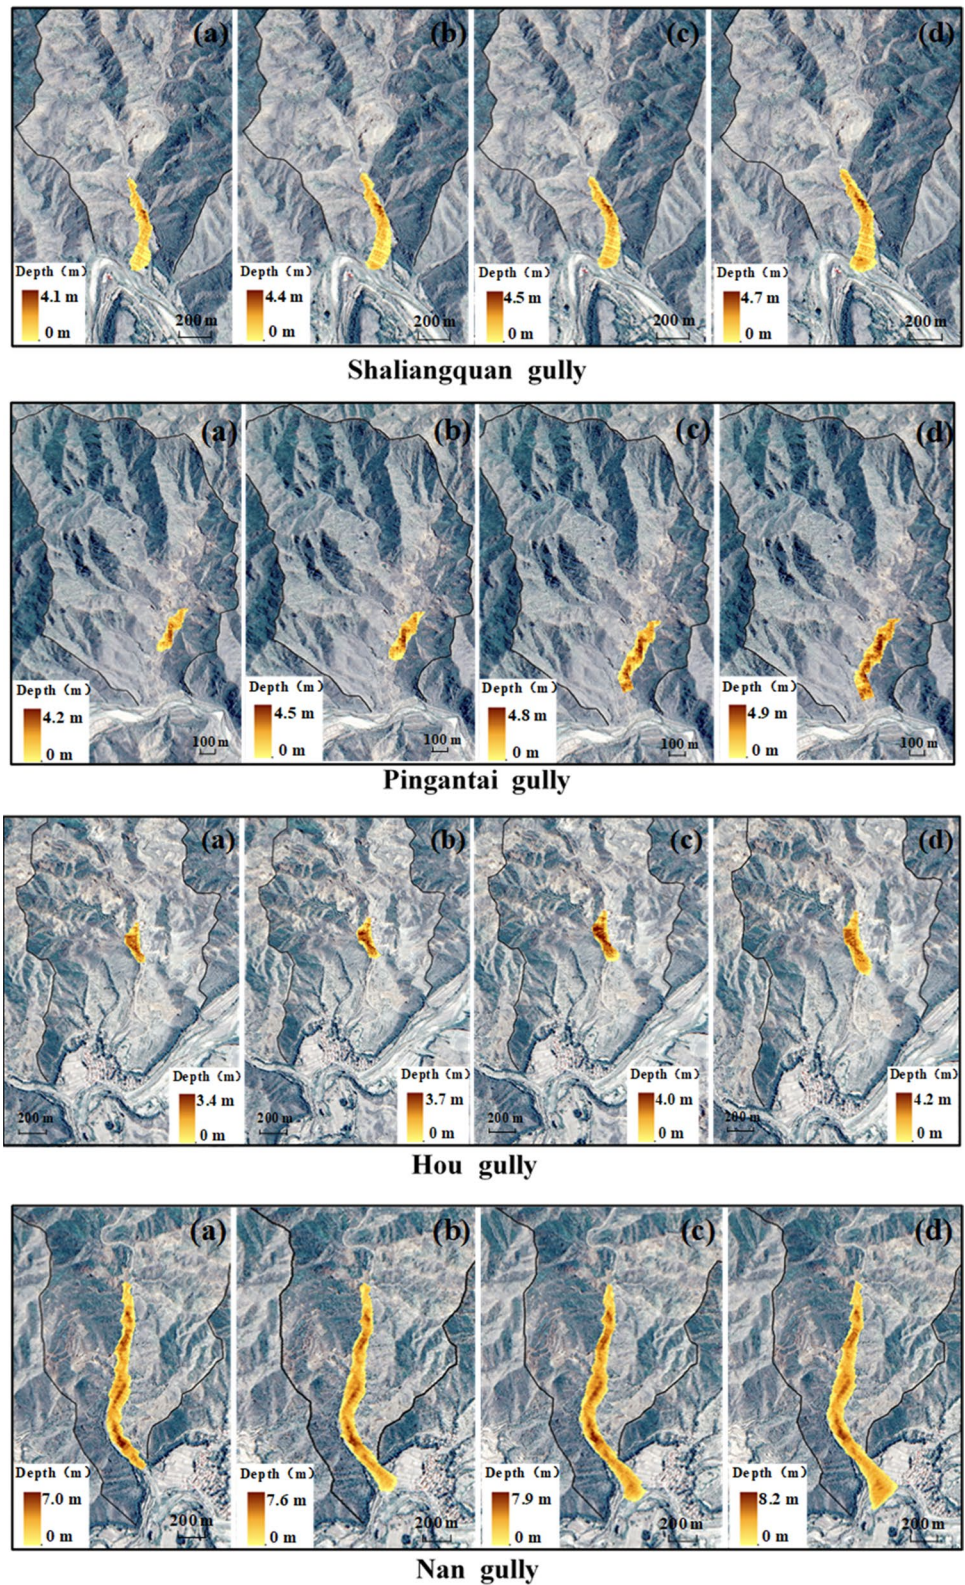 (a) (b) (c) (d)
Depth (m) Depth (m) Depth (m) Depth (m)
4.1 m 4.4 m 4.5 m 4.7 m
0 m 0 m 0 m 0 m
200 m 200 m 200 m 200 m
Shaliangquan gully
(a) (b) (c) (d)
Depth (m) Depth (m) Depth (m) Depth (m)
4.2 m 4.5 m 4.8 m 4.9 m
0 m 0 m 0 m 0 m
100 m 100 m 100 m 100 m
Pingantai gully
(a) (b) (c) (d)
Depth (m) Depth (m) Depth (m) Depth (m)
3.4 m 3.7 m 4.0 m 4.2 m
200 m 200 m 200 m 200 m
0 m 0 m 0 m 0 m
Hou gully
(a) (b) (c) (d)
Depth (m) Depth (m) Depth (m) Depth (m)
7.0 m 7.6 m 7.9 m 8.2 m
200 m 200 m 200 m 200 m
0 m 0 m 0 m 0 m
Nan gully